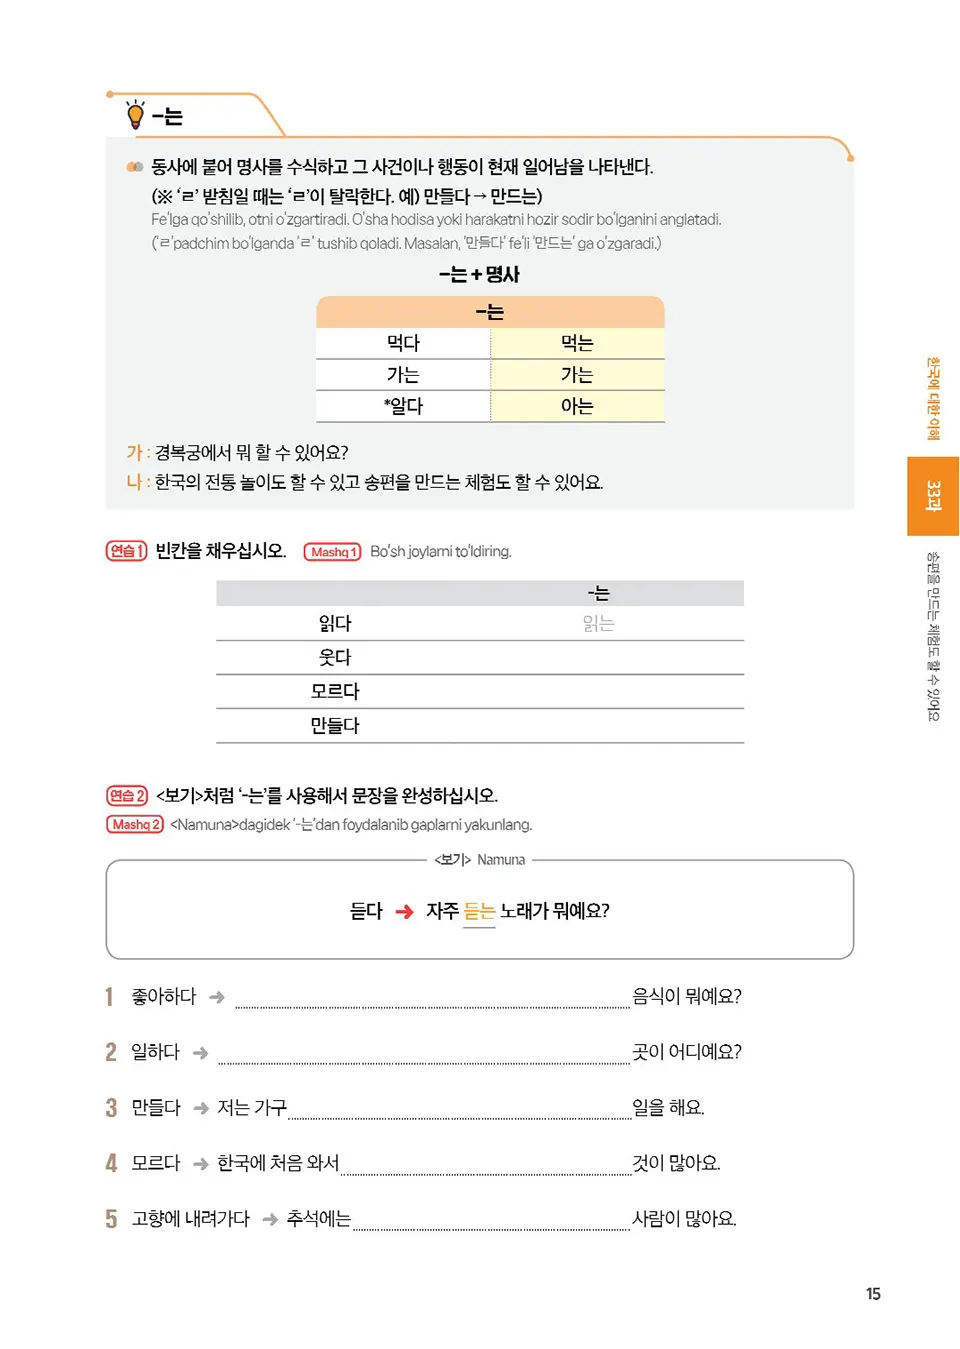 -는
동사에 붙어 명사를 수식하고 그 사건이나 행동이 현재 일어남을 나타낸다.
(※ ‘ㄹ’ 받침일 때는 ‘ㄹ’이 탈락한다. 예) 만들다 → 만드는)
Fe’lga qo’shilib, otni o’zgartiradi. O’sha hodisa yoki harakatni hozir sodir bo’lganini anglatadi.
(‘ㄹ’padchim bo’lganda ‘ㄹ’ tushib qoladi. Masalan, ‘만들다’ fe’li ‘만드는’ ga o’zgaradi.)
-는 + 명사
-는
먹다 먹는
가는 가는
*알다 아는
가 : 경복궁에서 뭐 할 수 있어요?
나 : 한국의 전통 놀이도 할 수 있고 송편을 만드는 체험도 할 수 있어요.
연습 1 빈칸을 채우십시오. Mashq 1 Bo’sh joylarni to’ldiring.
-는
읽다 읽는
웃다
모르다
만들다
연습 2 <보기>처럼 ‘-는’를 사용해서 문장을 완성하십시오.
Mashq 2 <Namuna>dagidek ‘-는’dan foydalanib gaplarni yakunlang.
<보기> Namuna
듣다 → 자주 듣는 노래가 뭐예요?
1 좋아하다 → 음식이 뭐예요?
2 일하다 → 곳이 어디예요?
3 만들다 → 저는 가구 일을 해요.
4 모르다 → 한국에 처음 와서 것이 많아요.
5 고향에 내려가다 → 추석에는 사람이 많아요.
한국에 대한 이해
33과
송편을 만드는 체험도 할 수 있어요
15